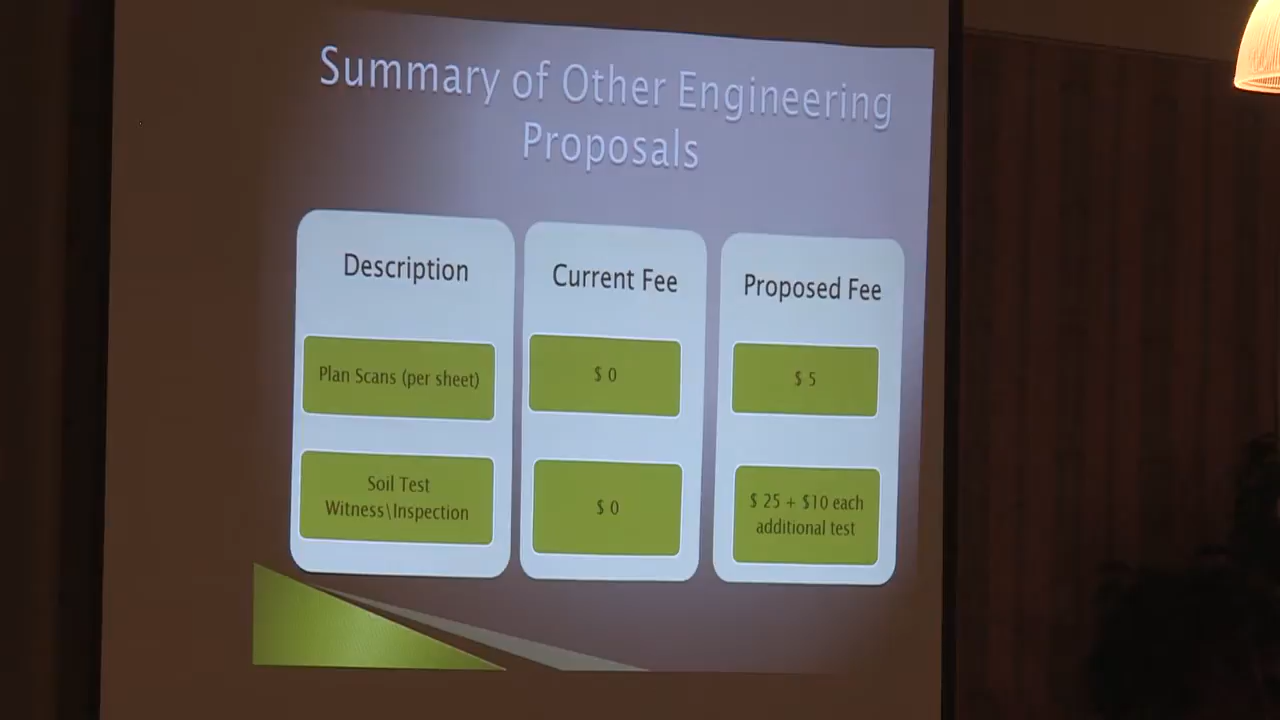 Summary of Other Engineering
Proposals
Description
Current Fee
Proposed Fee
Plan Scans (per sheet)
$ 0
$ 5
Soil Test
Witness\Inspection
$ 0
$ 25 + $10 each
additional test